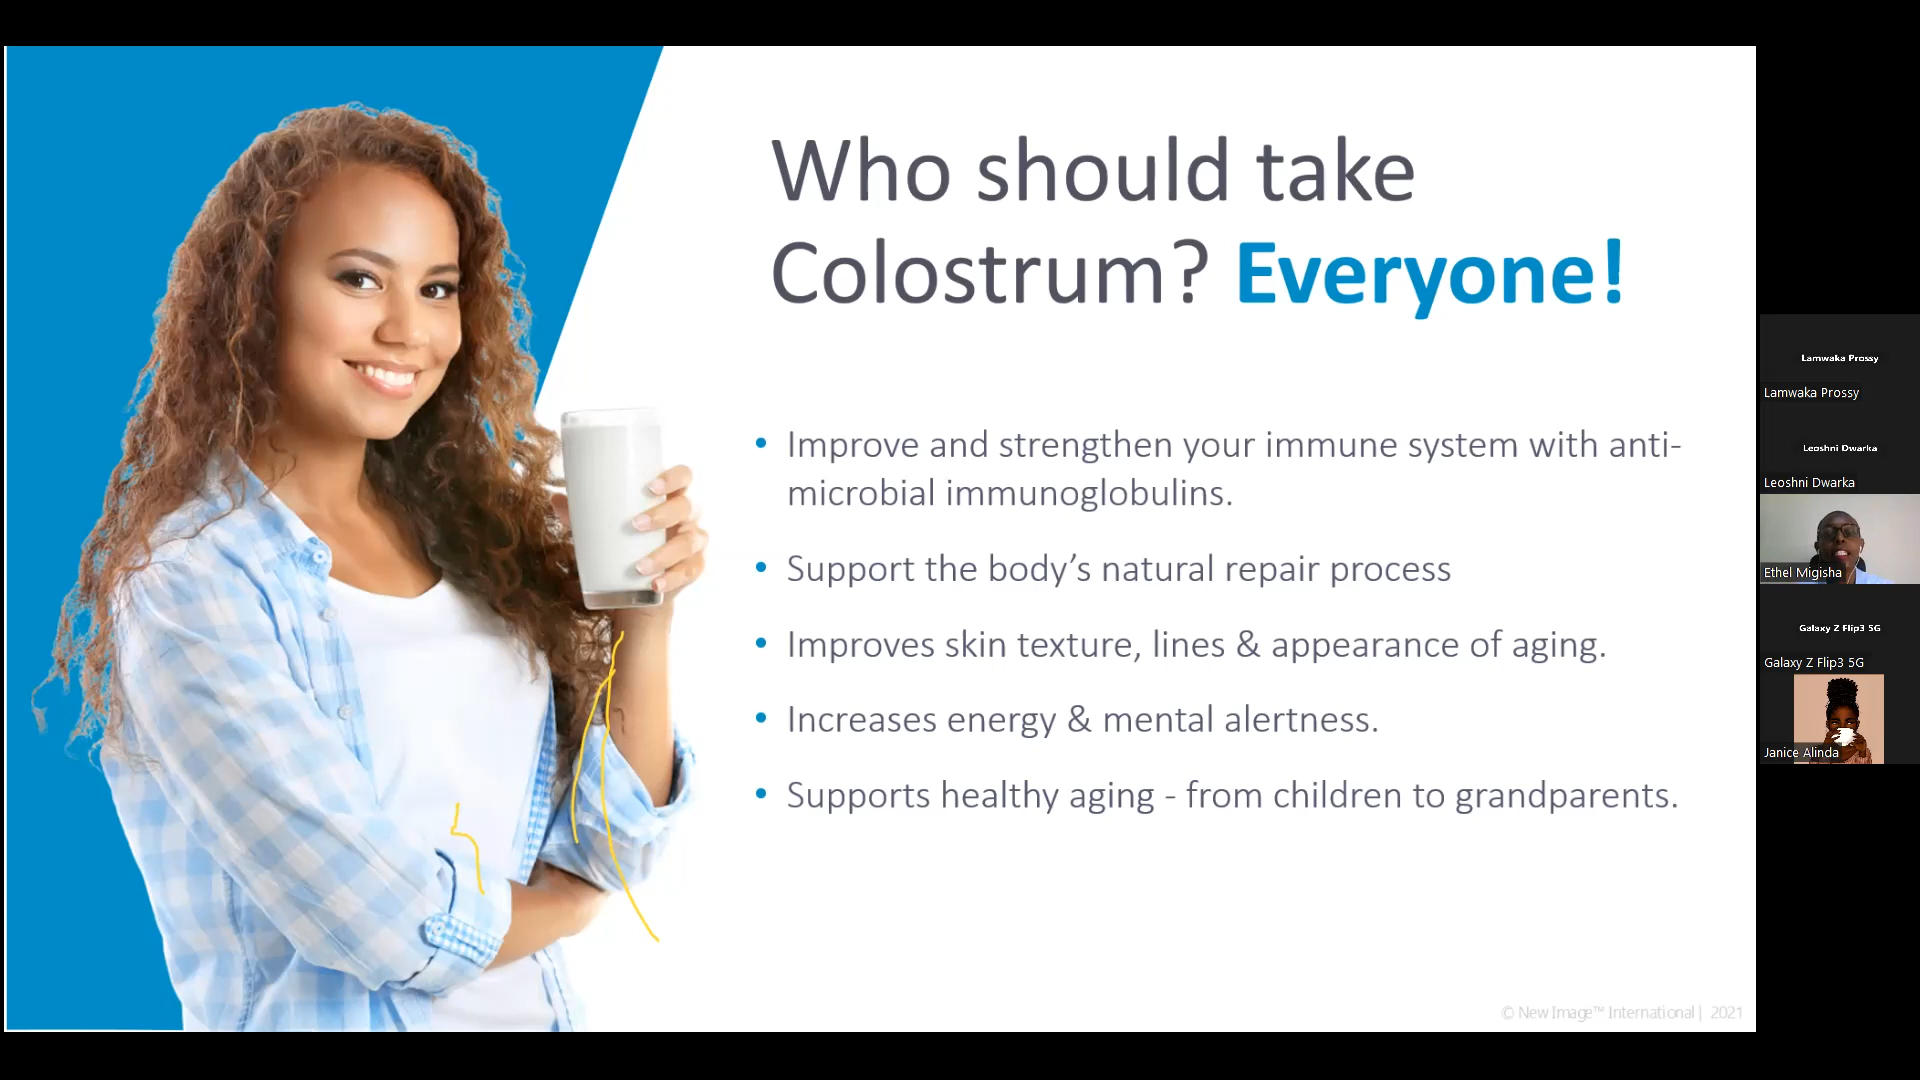 Who should take
Colostrum? Everyone!
• Improve and strengthen your immune system with anti-
microbial immunoglobulins.
• Support the body’s natural repair process
• Improves skin texture, lines & appearance of aging.
• Increases energy & mental alertness.
• Supports healthy aging - from children to grandparents.
© New Image™ International | 2021
Lamwaka Prossy
Lamwaka Prossy
Leoshni Dwarka
Leoshni Dwarka
Ethel Migisha
Galaxy Z Flip3 5G
Galaxy Z Flip3 5G
Janice Alinda